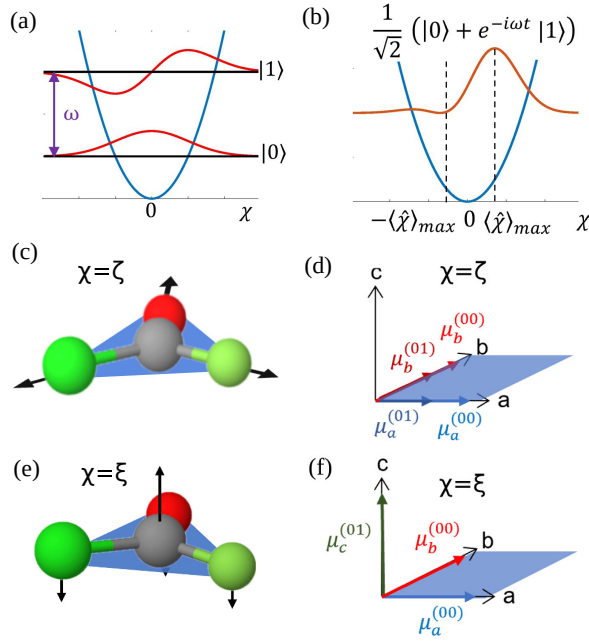 (a)
|1⟩
ω
|0⟩
0
χ
(b)
1/√2 (|0⟩ + e^{-iωt} |1⟩)
−⟨χ̂⟩_{max} 0 ⟨χ̂⟩_{max} χ
(c)
χ=ζ
(d)
χ=ζ
c
μ_b^{(00)}
μ_b^{(01)}
b
a
μ_a^{(01)} μ_a^{(00)}
(e)
χ=ξ
(f)
χ=ξ
c
μ_c^{(01)} μ_b^{(00)}
b
a
μ_a^{(00)}